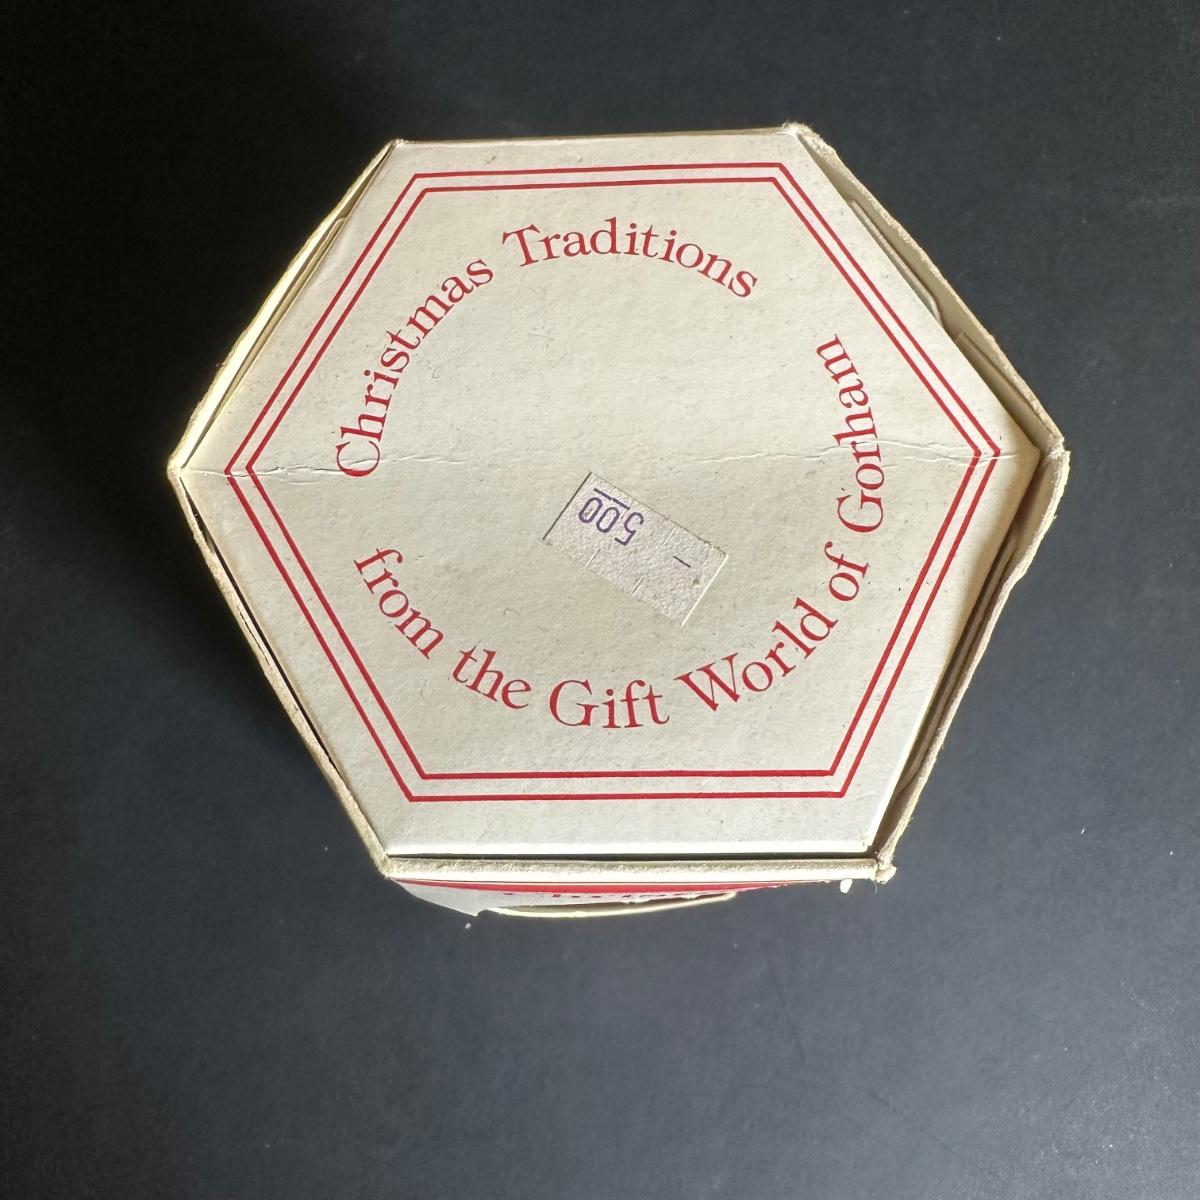 Christmas Traditions
from the Gift World of Gorham
5.00